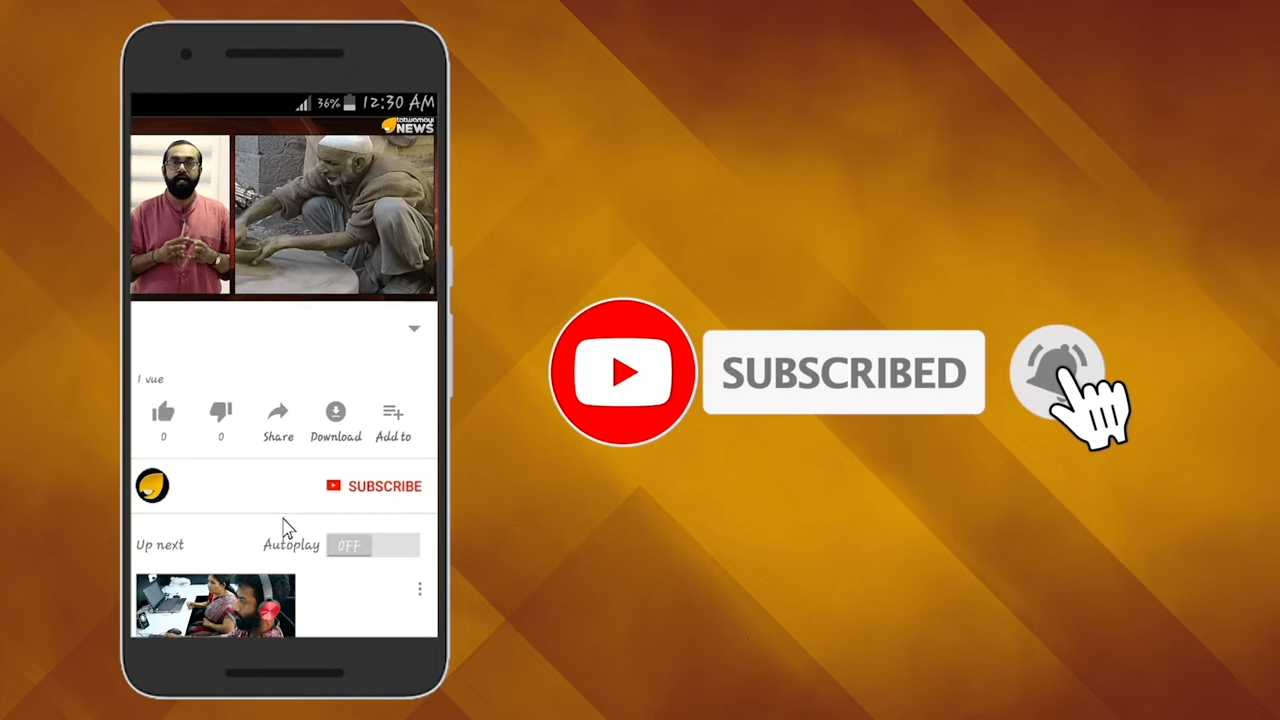 36% 12:30 AM
tatwamayi
NEWS
1 vue
0 0 Share Download Add to
SUBSCRIBE
Up next Autoplay OFF
SUBSCRIBED